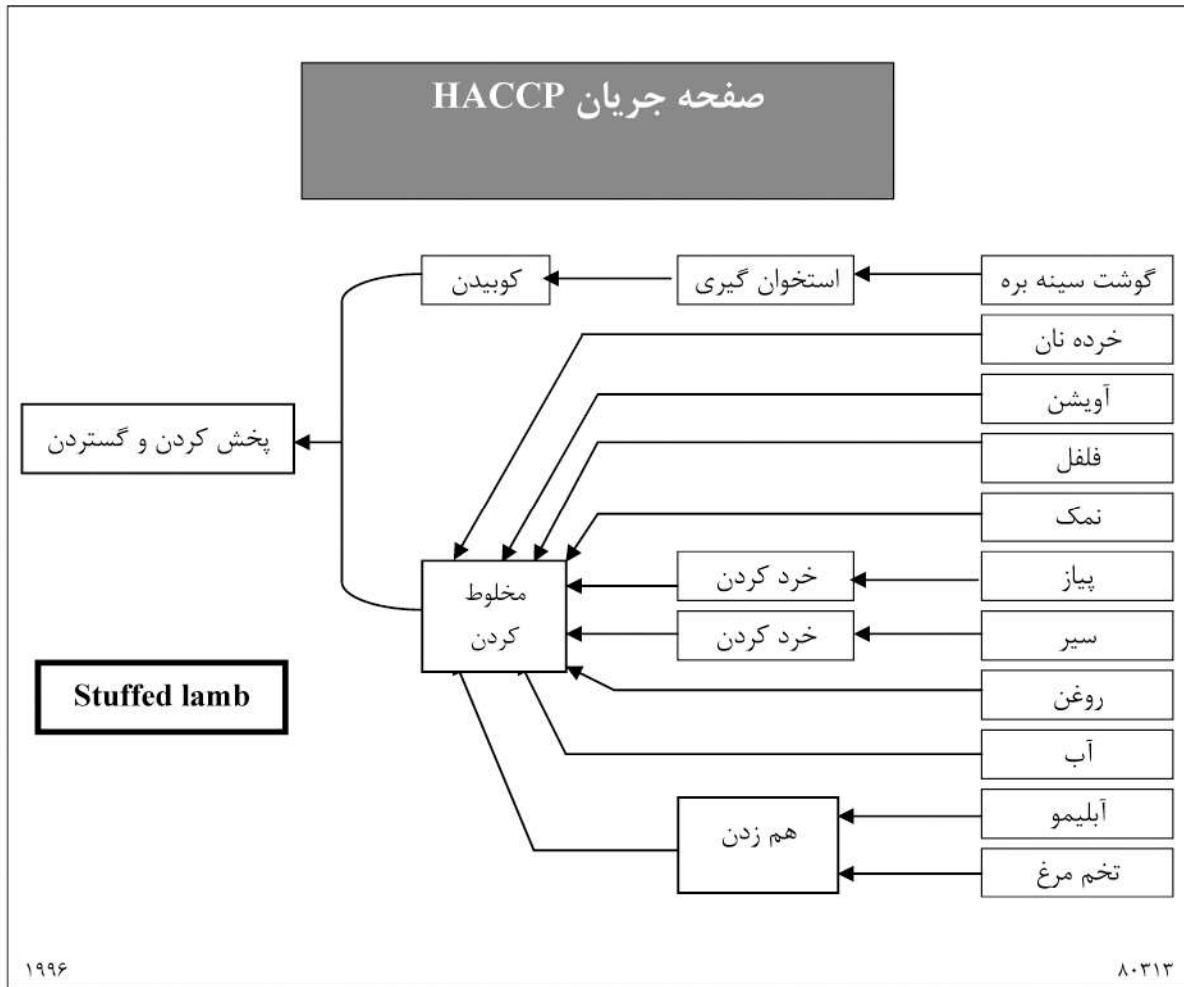 صفحه جریان HACCP
گوشت سینه بره
استخوان گیری
کوبیدن
خرده نان
آویشن
پخش کردن و گستردن
فلفل
نمک
پیاز
خرد کردن
مخلوط
کردن
سیر
خرد کردن
روغن
Stuffed lamb
آب
آبلیمو
هم زدن
تخم مرغ
۸۰۳۱۳
۱۹۹۶